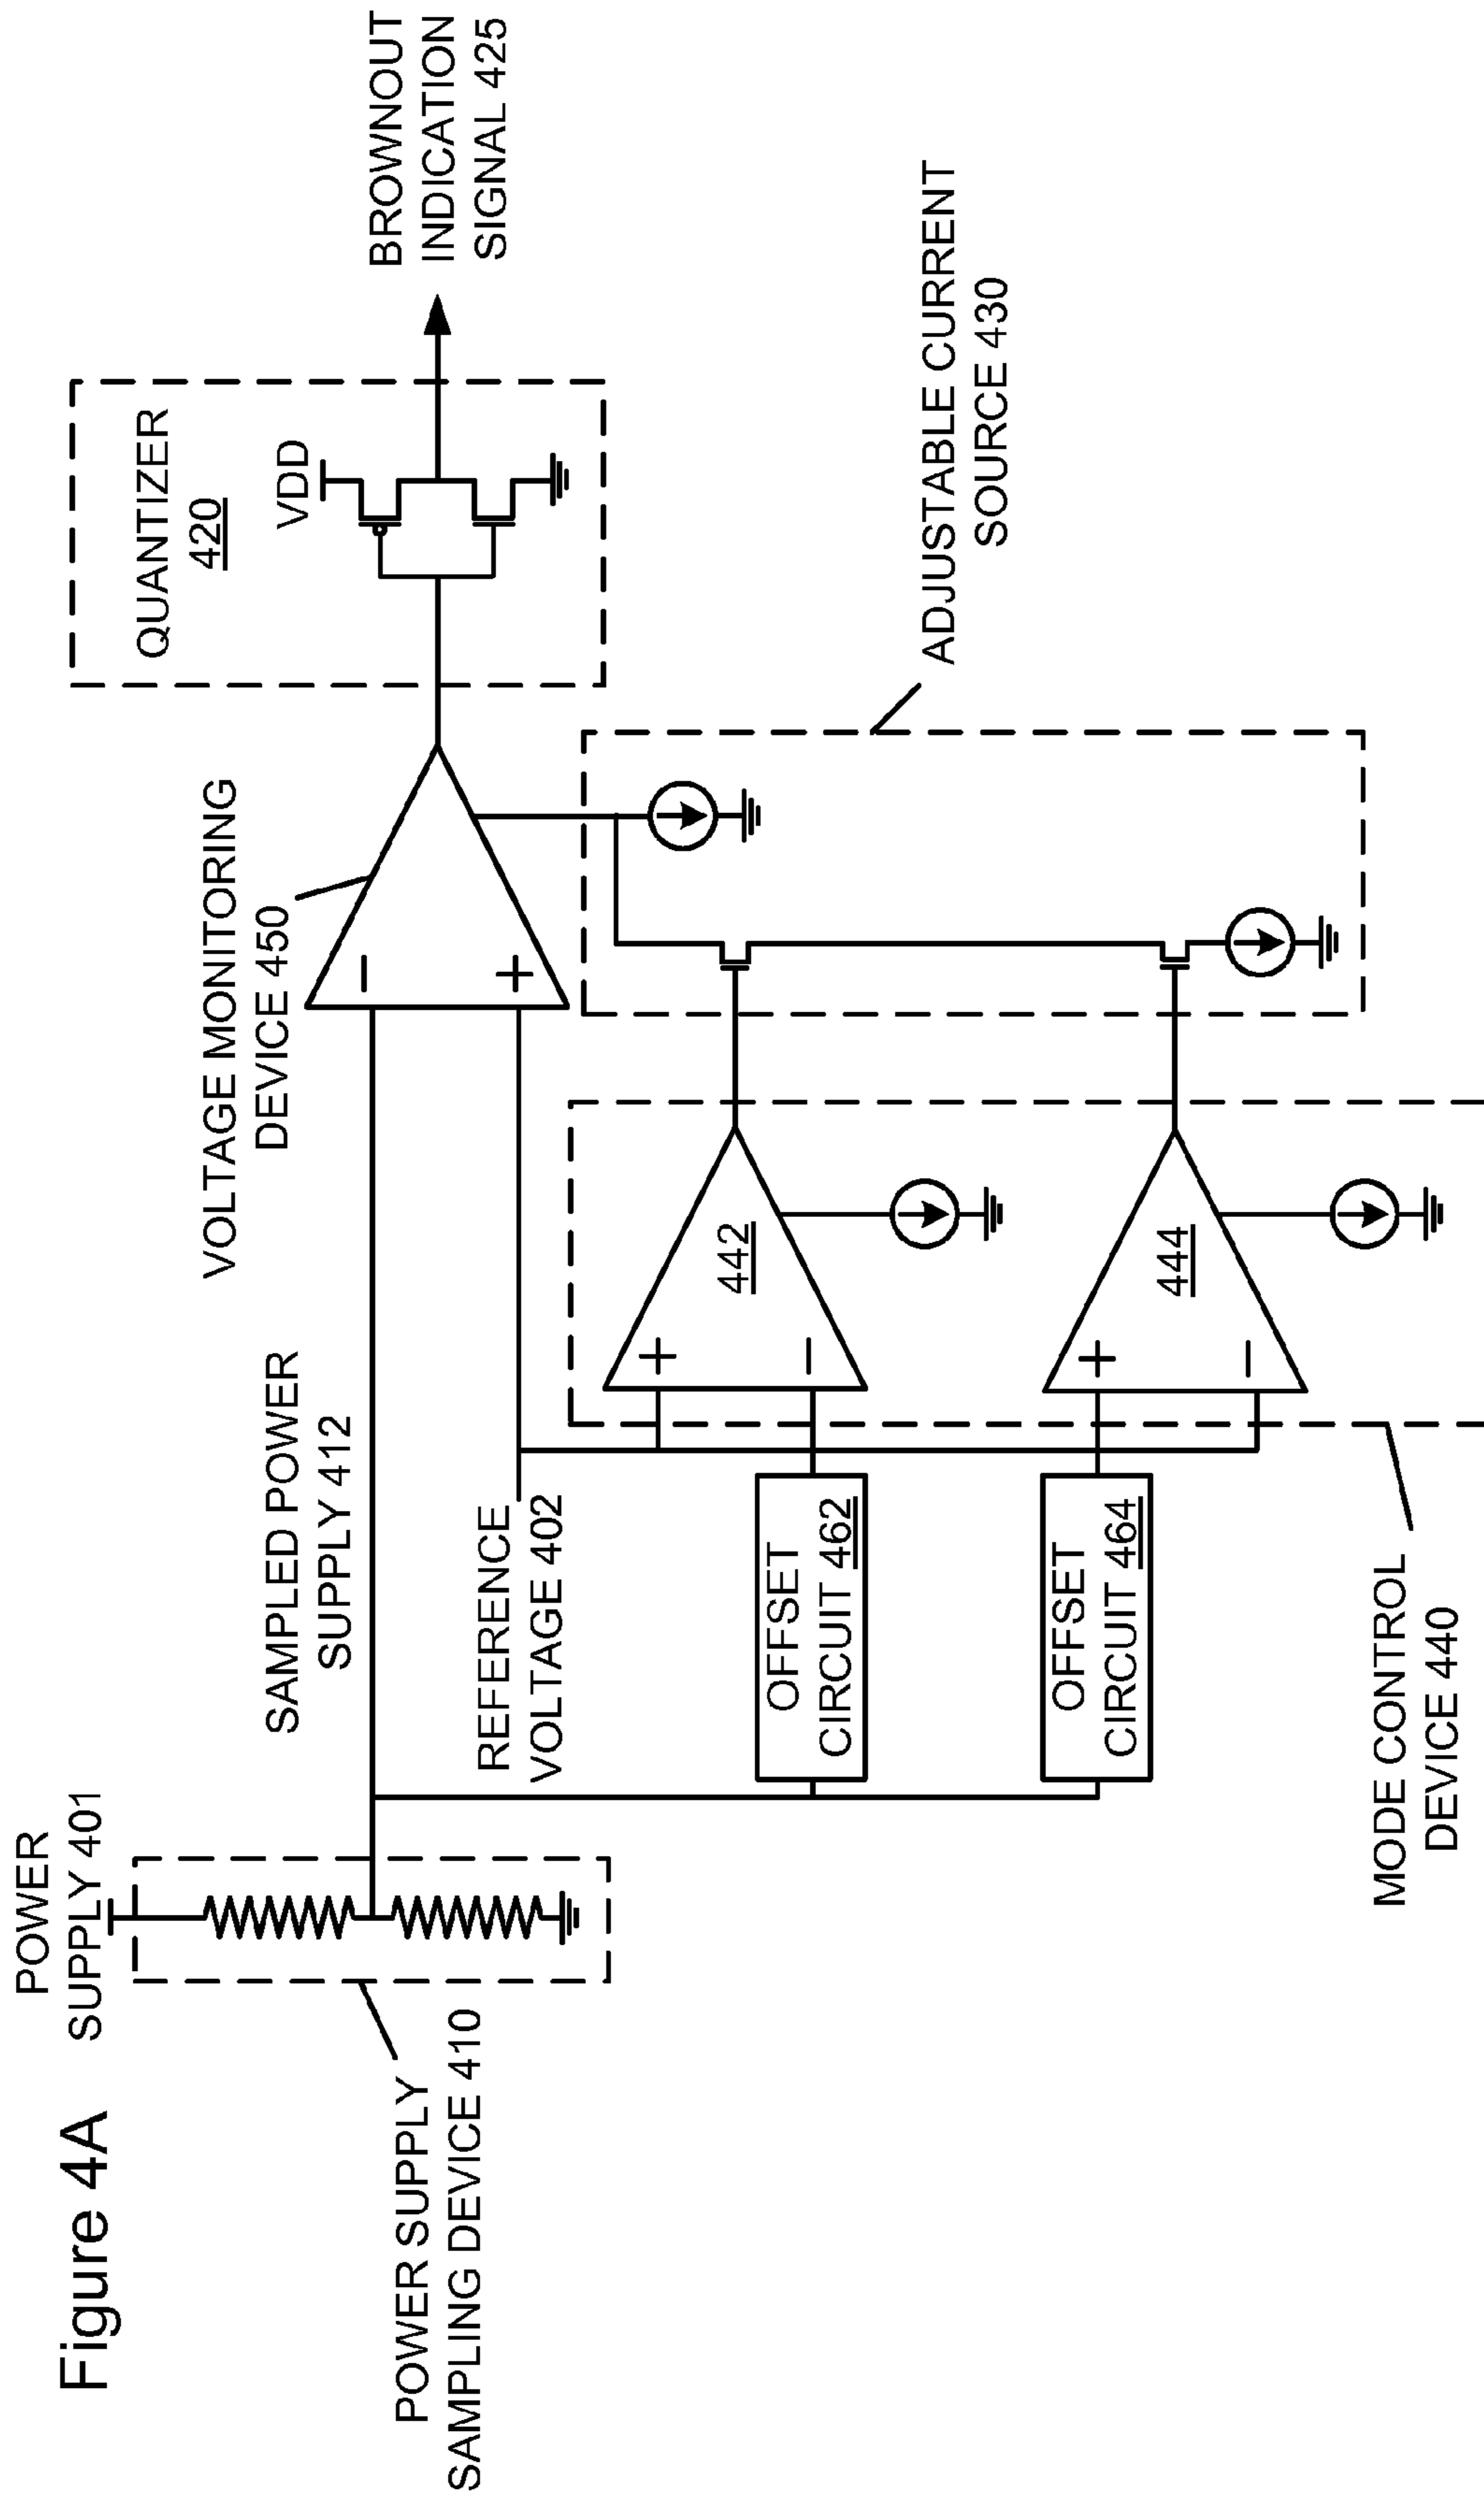 Figure 4A
POWER
SUPPLY 401
POWER SUPPLY
SAMPLING DEVICE 410
SAMPLED POWER
SUPPLY 412
REFERENCE
VOLTAGE 402
VOLTAGE MONITORING
DEVICE 450
−
+
QUANTIZER
420
VDD
BROWNOUT
INDICATION
SIGNAL 425
ADJUSTABLE CURRENT
SOURCE 430
OFFSET
CIRCUIT 462
OFFSET
CIRCUIT 464
+
442
−
+
444
−
MODE CONTROL
DEVICE 440